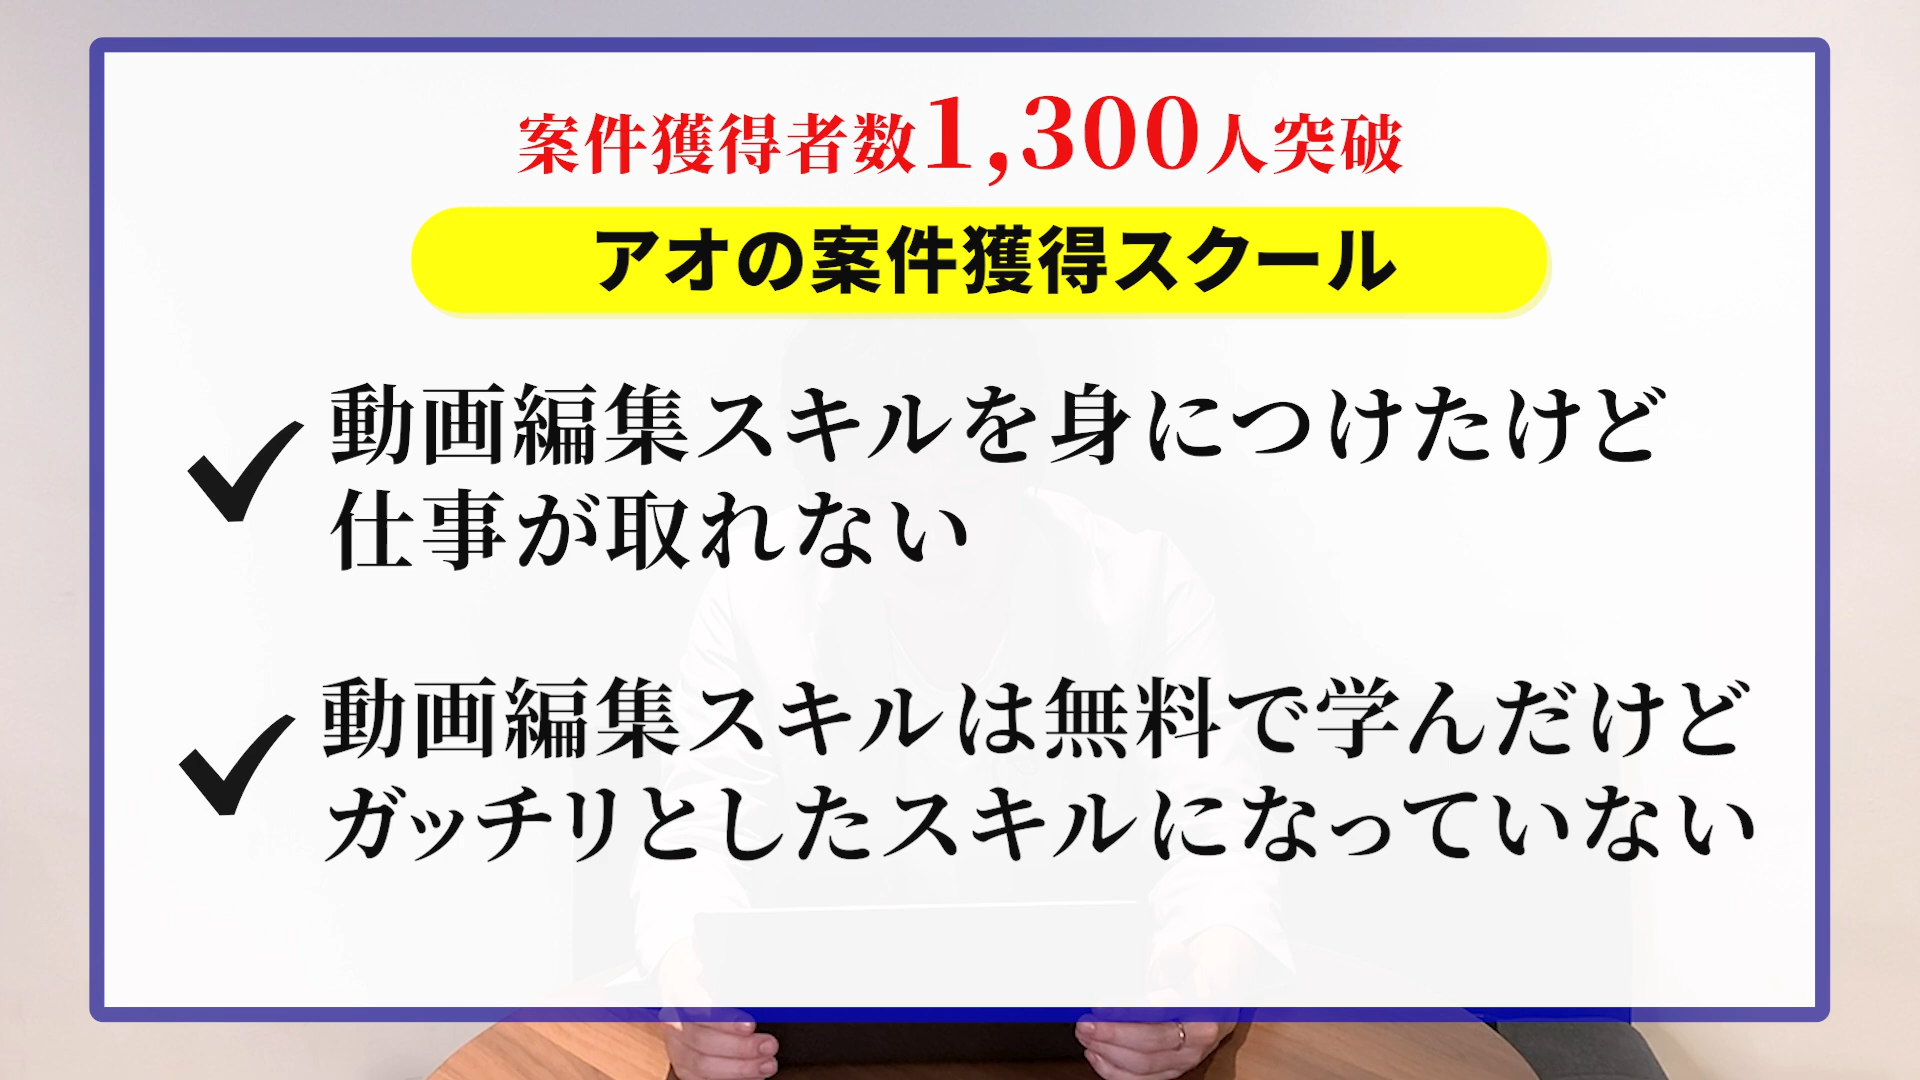 案件獲得者数1,300人突破
アオの案件獲得スクール
動画編集スキルを身につけたけど
仕事が取れない
動画編集スキルは無料で学んだけど
ガッチリとしたスキルになっていない